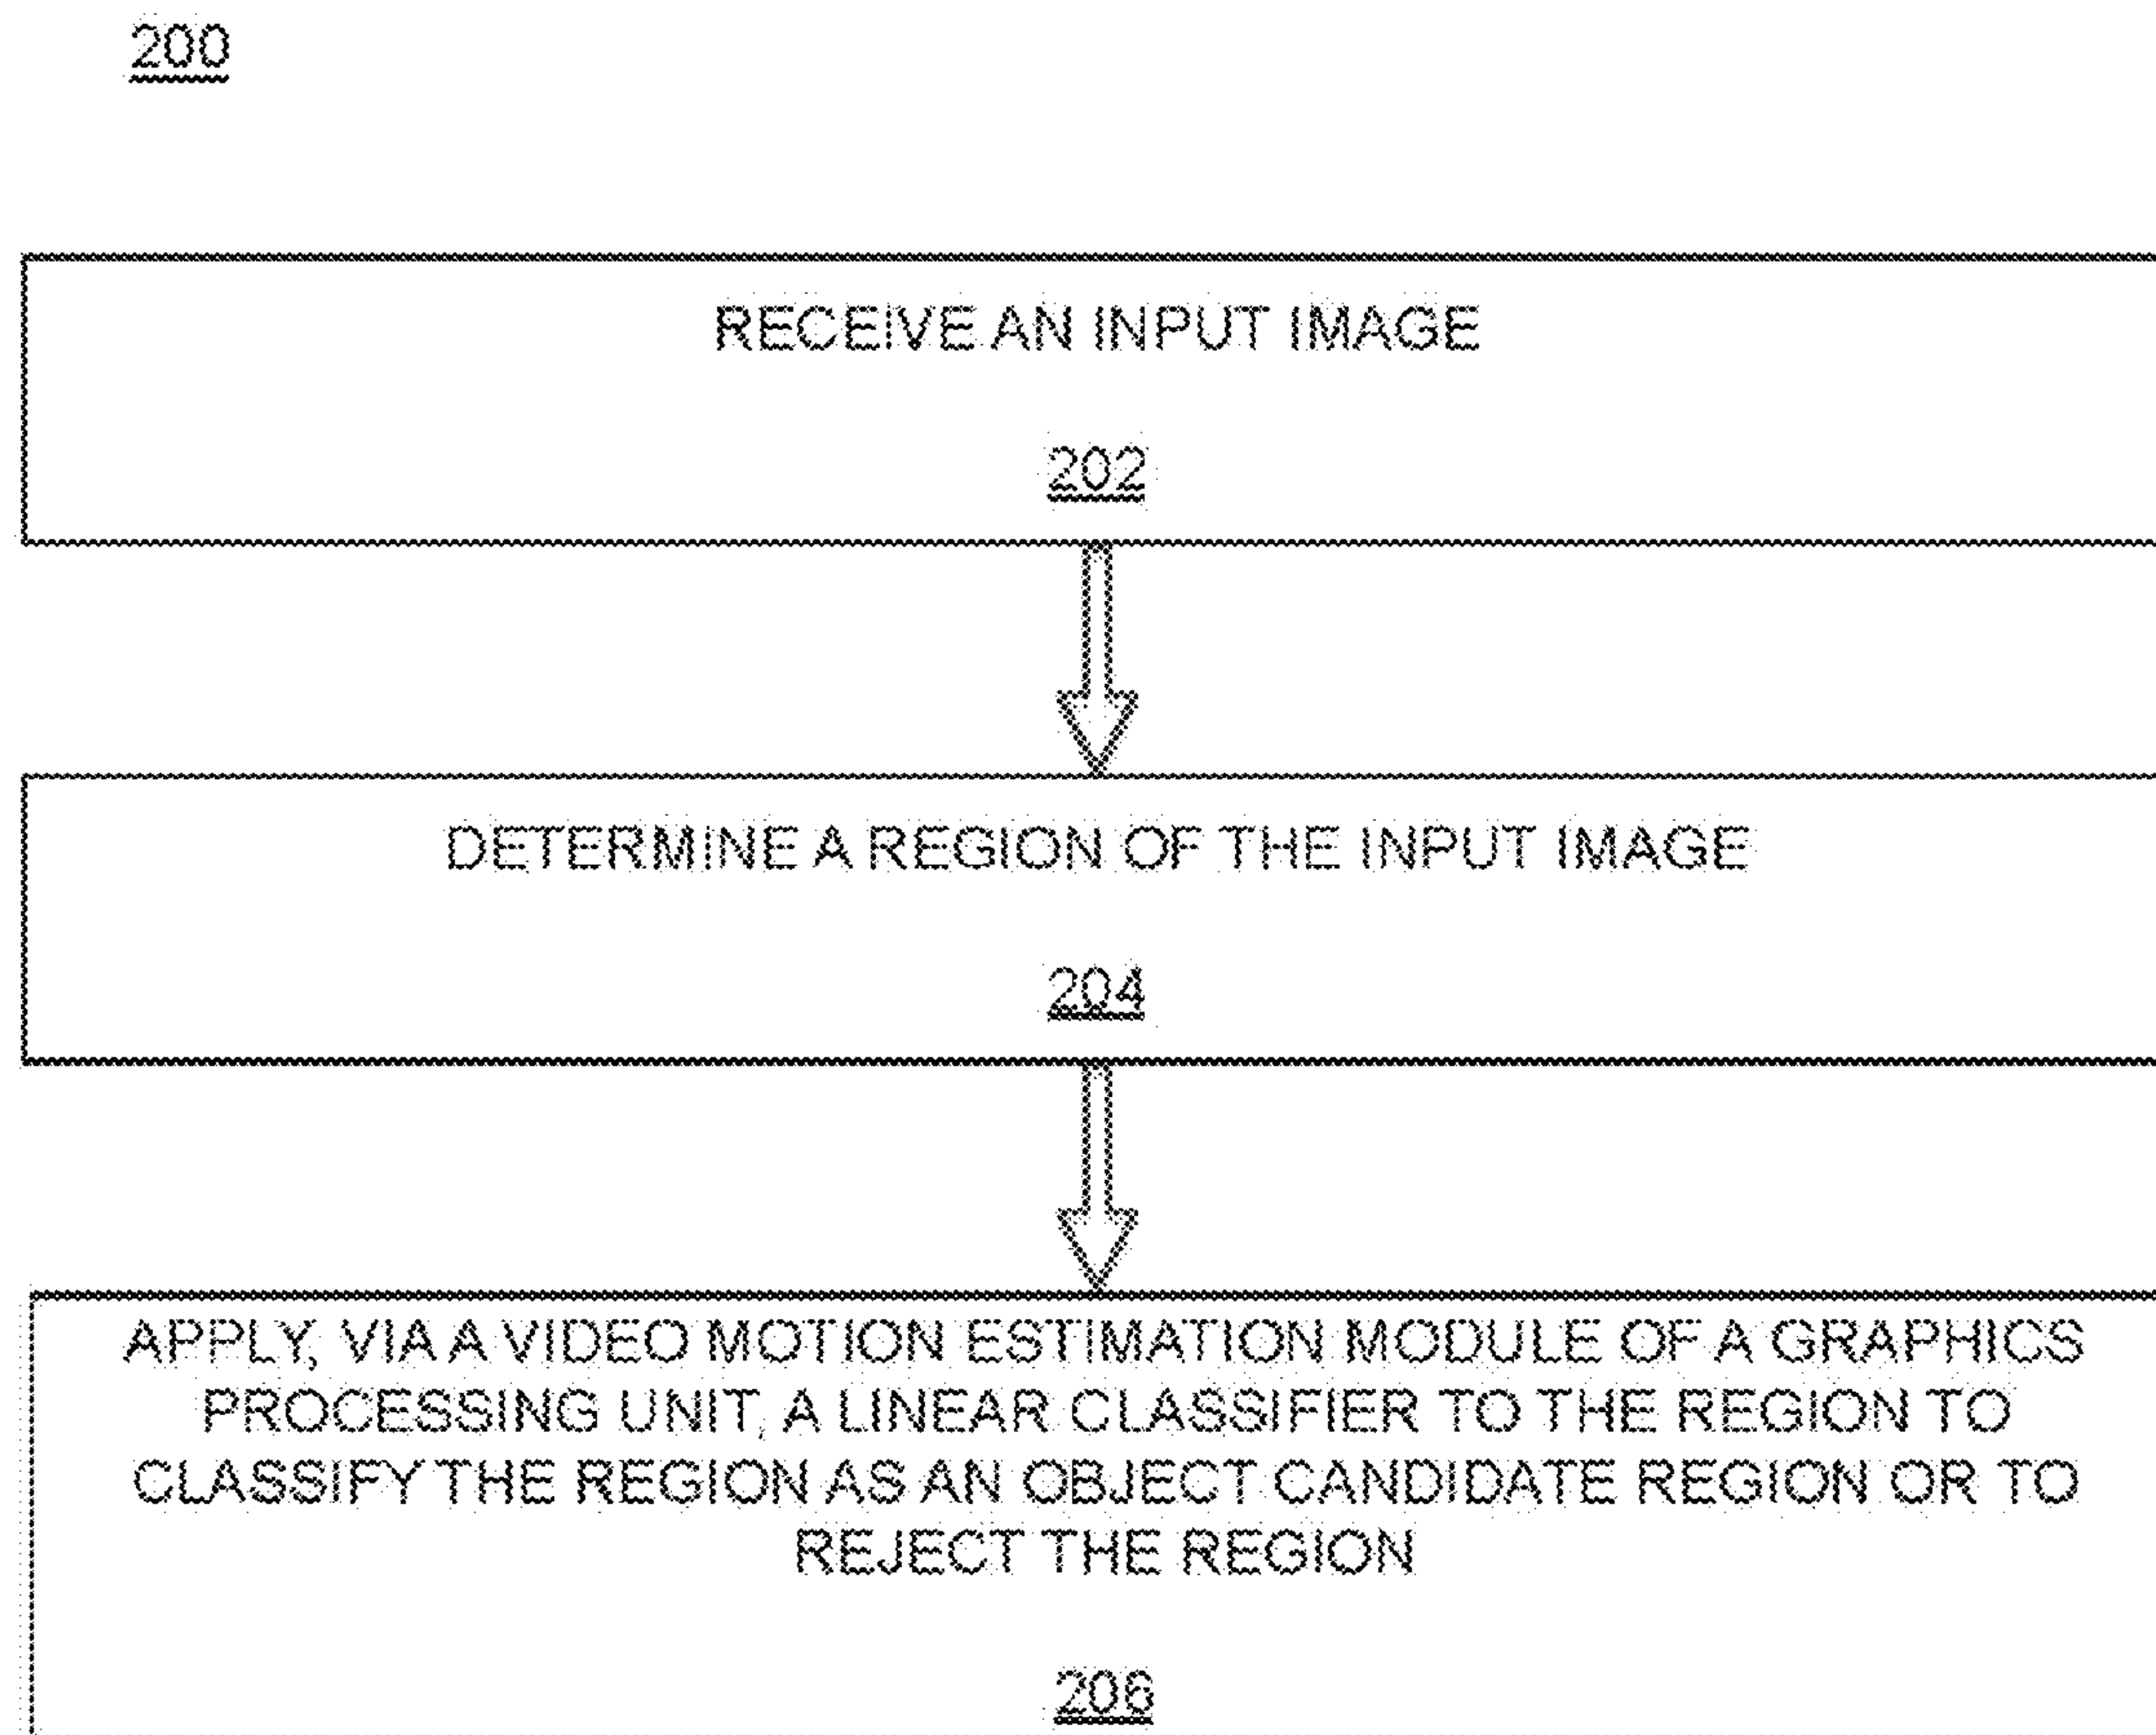 200
RECEIVE AN INPUT IMAGE
202
DETERMINE A REGION OF THE INPUT IMAGE
204
APPLY, VIA A VIDEO MOTION ESTIMATION MODULE OF A GRAPHICS
PROCESSING UNIT, A LINEAR CLASSIFIER TO THE REGION TO
CLASSIFY THE REGION AS AN OBJECT CANDIDATE REGION OR TO
REJECT THE REGION
206